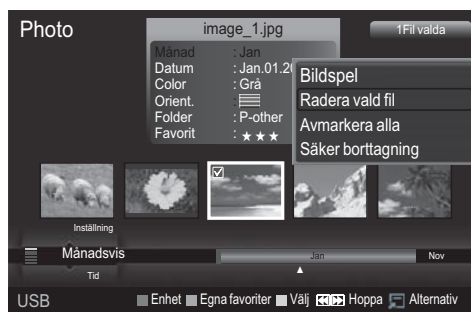 Photo
image_1.jpg
1Fil valda
Månad : Jan
Datum : Jan.01.20
Color : Grå
Orient. :
Folder : P-other
Favorit : ★ ★ ★
Bildspel
Radera vald fil
Avmarkera alla
Säker borttagning
Inställning
Månadsvis
Jan
Nov
Tid
USB
Enhet
Egna favoriter
Välj
Hoppa
Alternativ